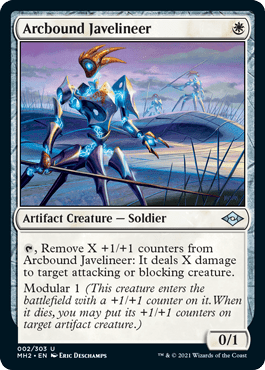 Arcbound Javelineer
Artifact Creature — Soldier
, Remove X +1/+1 counters from
Arcbound Javelineer: It deals X damage
to target attacking or blocking creature.
Modular 1 (This creature enters the
battlefield with a +1/+1 counter on it. When
it dies, you may put its +1/+1 counters on
target artifact creature.)
0/1
002/303 U
MH2 • EN Eric Deschamps
™ & © 2021 Wizards of the Coast